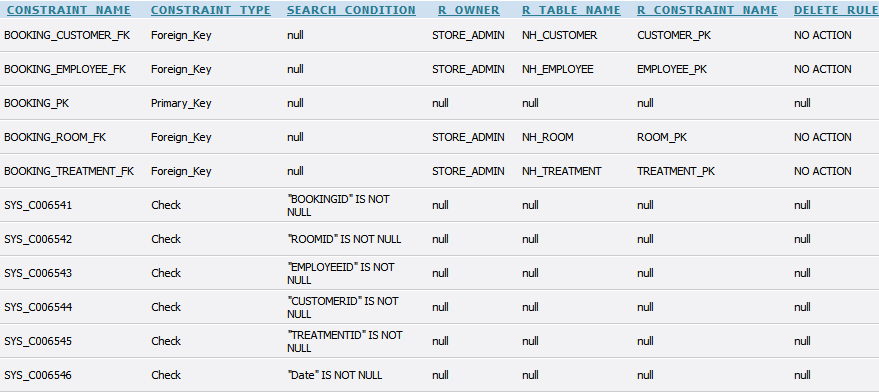 CONSTRAINT_NAME CONSTRAINT_TYPE SEARCH_CONDITION R_OWNER R_TABLE_NAME R_CONSTRAINT_NAME DELETE_RULE
BOOKING_CUSTOMER_FK Foreign_Key null STORE_ADMIN NH_CUSTOMER CUSTOMER_PK NO ACTION
BOOKING_EMPLOYEE_FK Foreign_Key null STORE_ADMIN NH_EMPLOYEE EMPLOYEE_PK NO ACTION
BOOKING_PK Primary_Key null null null null null
BOOKING_ROOM_FK Foreign_Key null STORE_ADMIN NH_ROOM ROOM_PK NO ACTION
BOOKING_TREATMENT_FK Foreign_Key null STORE_ADMIN NH_TREATMENT TREATMENT_PK NO ACTION
SYS_C006541 Check "BOOKINGID" IS NOT null null null null
NULL
SYS_C006542 Check "ROOMID" IS NOT NULL null null null null
SYS_C006543 Check "EMPLOYEEID" IS NOT null null null null
NULL
SYS_C006544 Check "CUSTOMERID" IS NOT null null null null
NULL
SYS_C006545 Check "TREATMENTID" IS NOT null null null null
NULL
SYS_C006546 Check "Date" IS NOT NULL null null null null